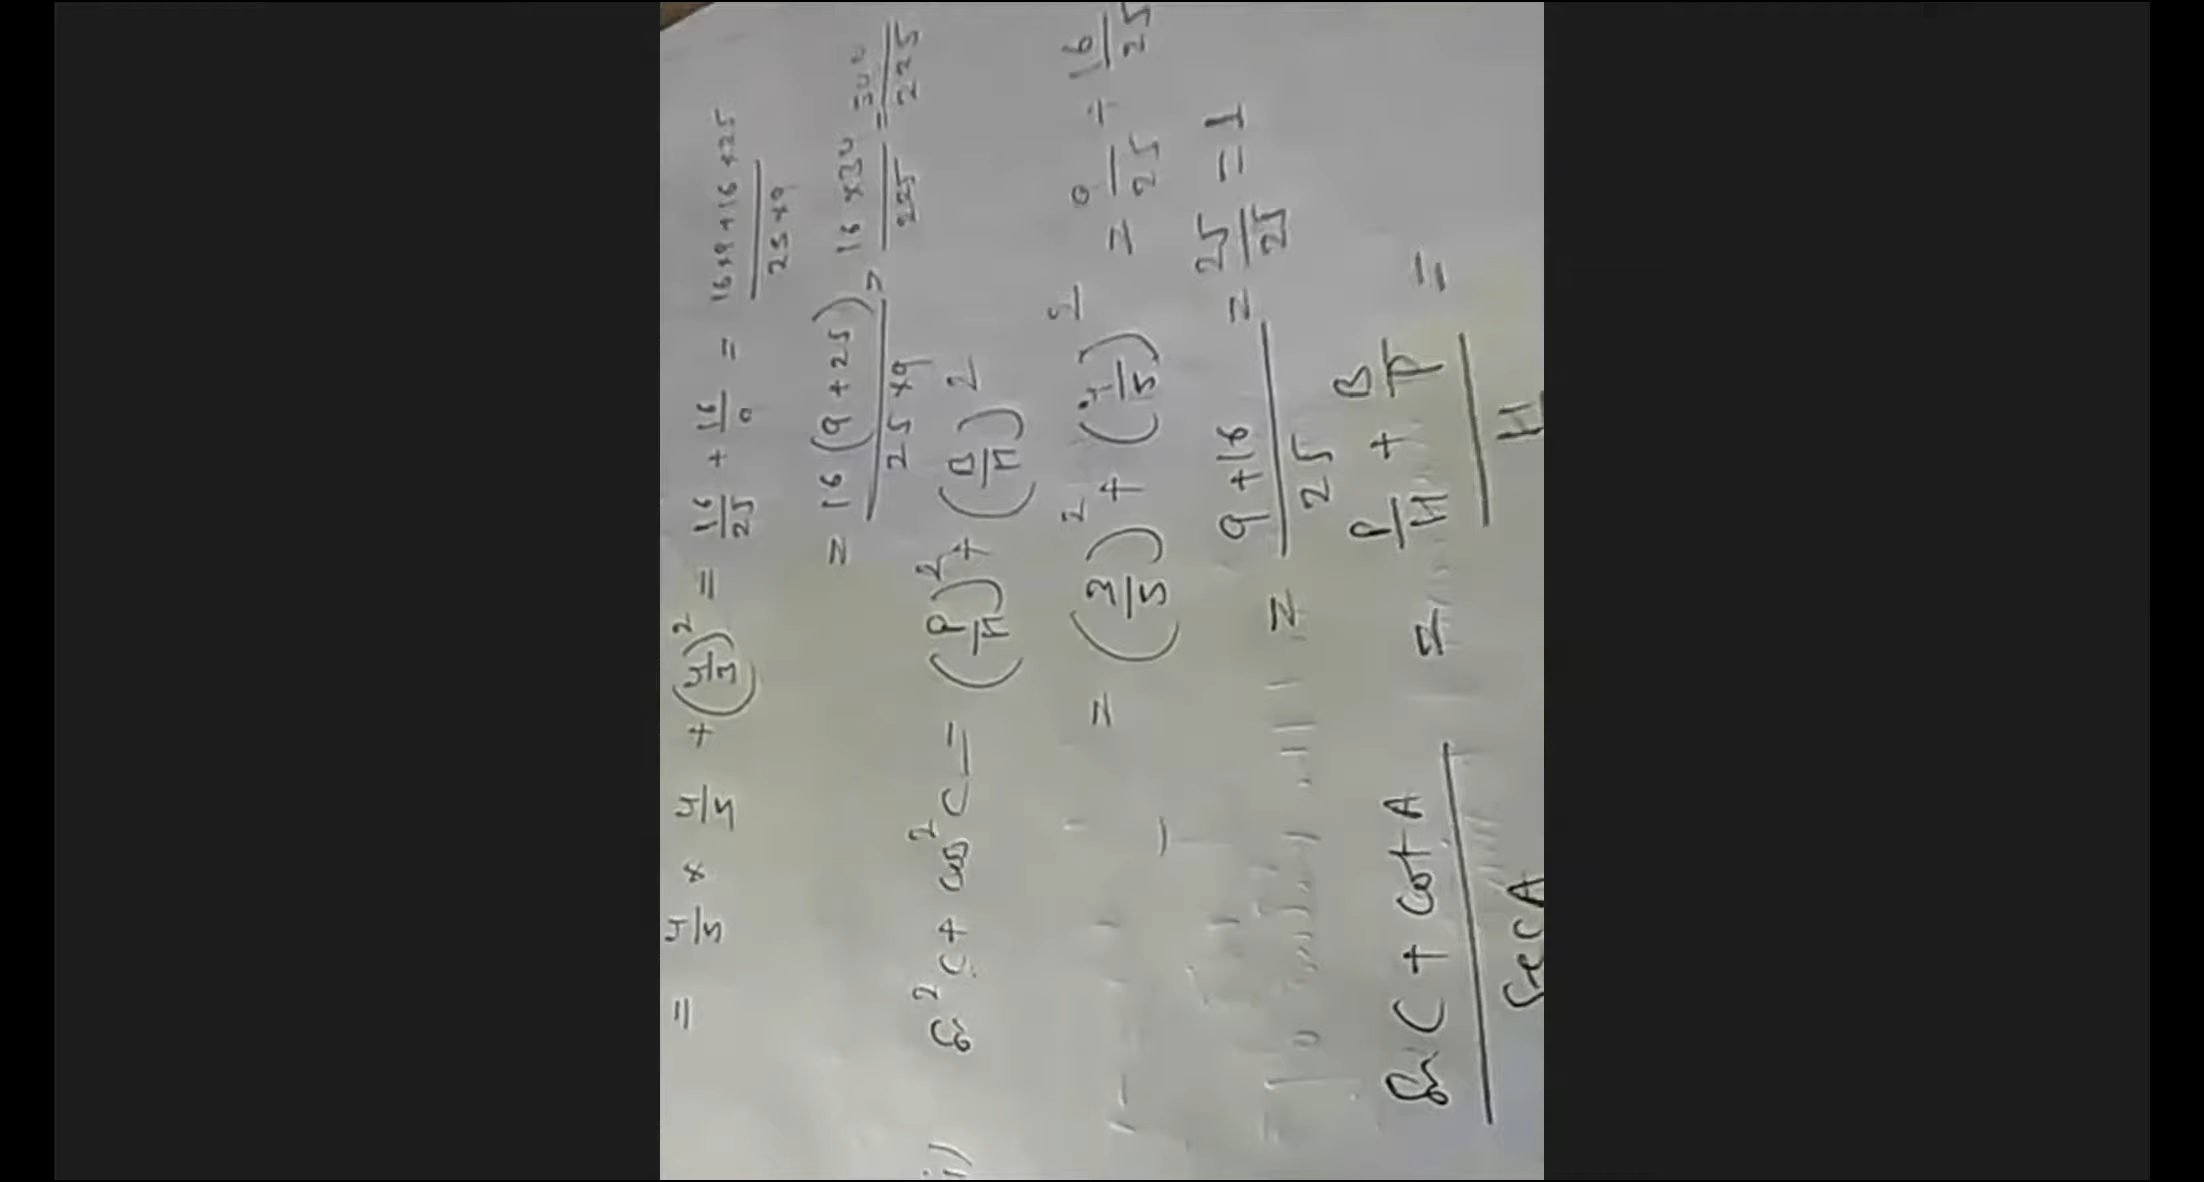 = 4/5 × 4/5 + (4/3)² = 16/25 + 16/9 = 16×9+16×25 / 25×9
= 16(9+25) / 25×9 = 16×34 / 225 = / 225
i) Sin²C + cos²C = (P/H)² + (B/H)²
= (3/5)² + (4/5)² = 9/25 + 16/25
= 9+16 / 25 = 25/25 = 1
Sin C + cot A / Sec A = P/H + B/P / H =